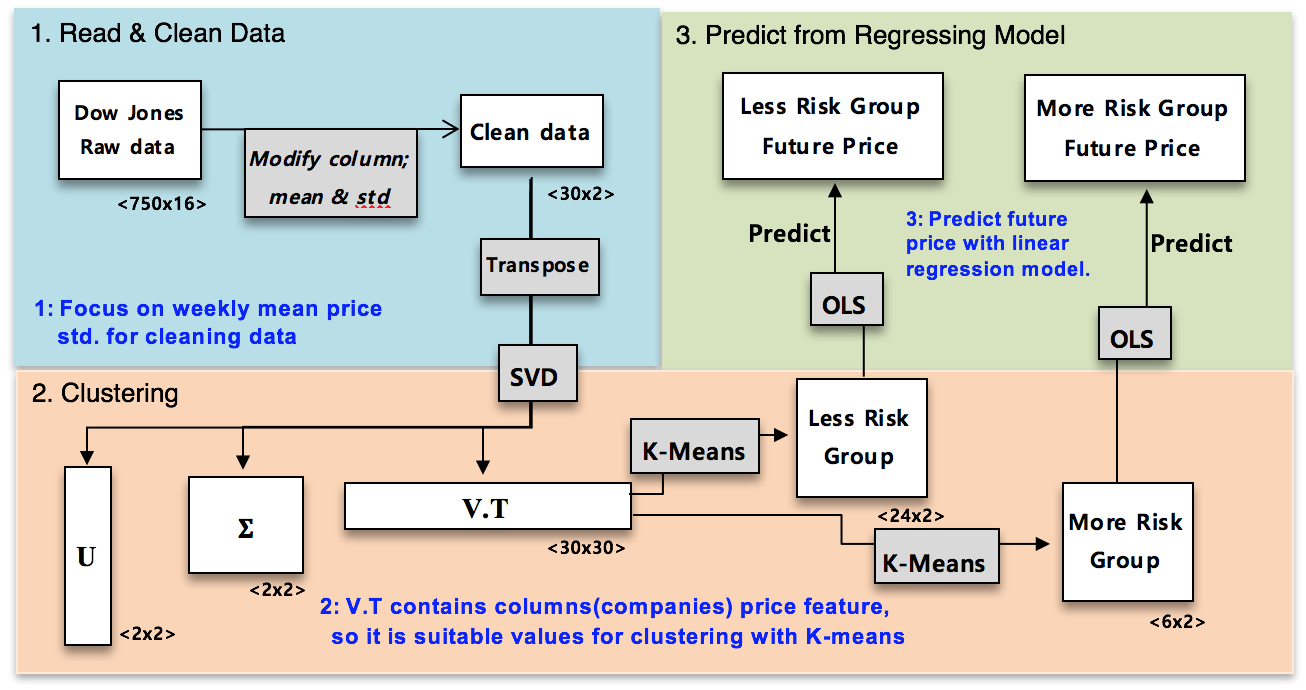 1. Read & Clean Data
Dow Jones
Raw data
<750x16>
Modify column;
mean & std
Clean data
<30x2>
Transpose
1: Focus on weekly mean price
std. for cleaning data
SVD
3. Predict from Regressing Model
Less Risk Group
Future Price
More Risk Group
Future Price
Predict
3: Predict future
price with linear
regression model.
Predict
OLS
OLS
2. Clustering
U
<2x2>
Σ
<2x2>
V.T
<30x30>
K-Means
Less Risk
Group
<24x2>
K-Means
More Risk
Group
<6x2>
2: V.T contains columns(companies) price feature,
so it is suitable values for clustering with K-means